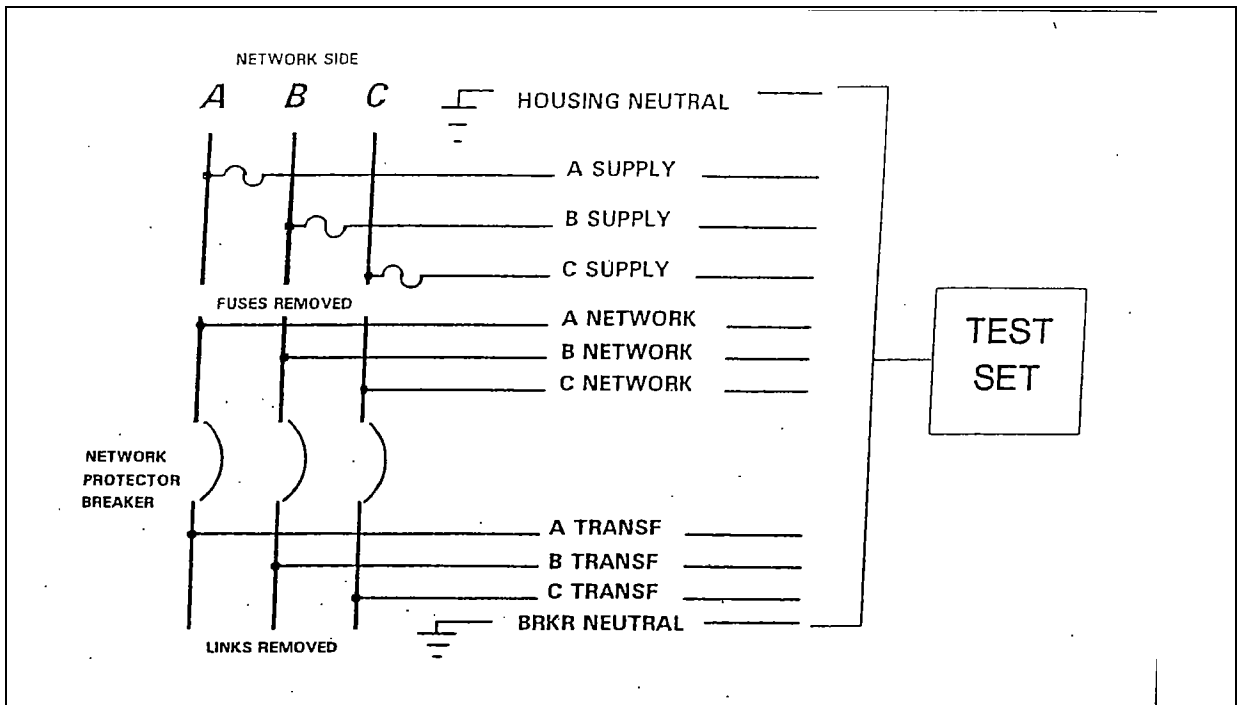 NETWORK SIDE
A B C
HOUSING NEUTRAL
A SUPPLY
B SUPPLY
C SUPPLY
FUSES REMOVED
A NETWORK
B NETWORK
C NETWORK
TEST
SET
NETWORK
PROTECTOR
BREAKER
A TRANSF
B TRANSF
C TRANSF
BRKR NEUTRAL
LINKS REMOVED